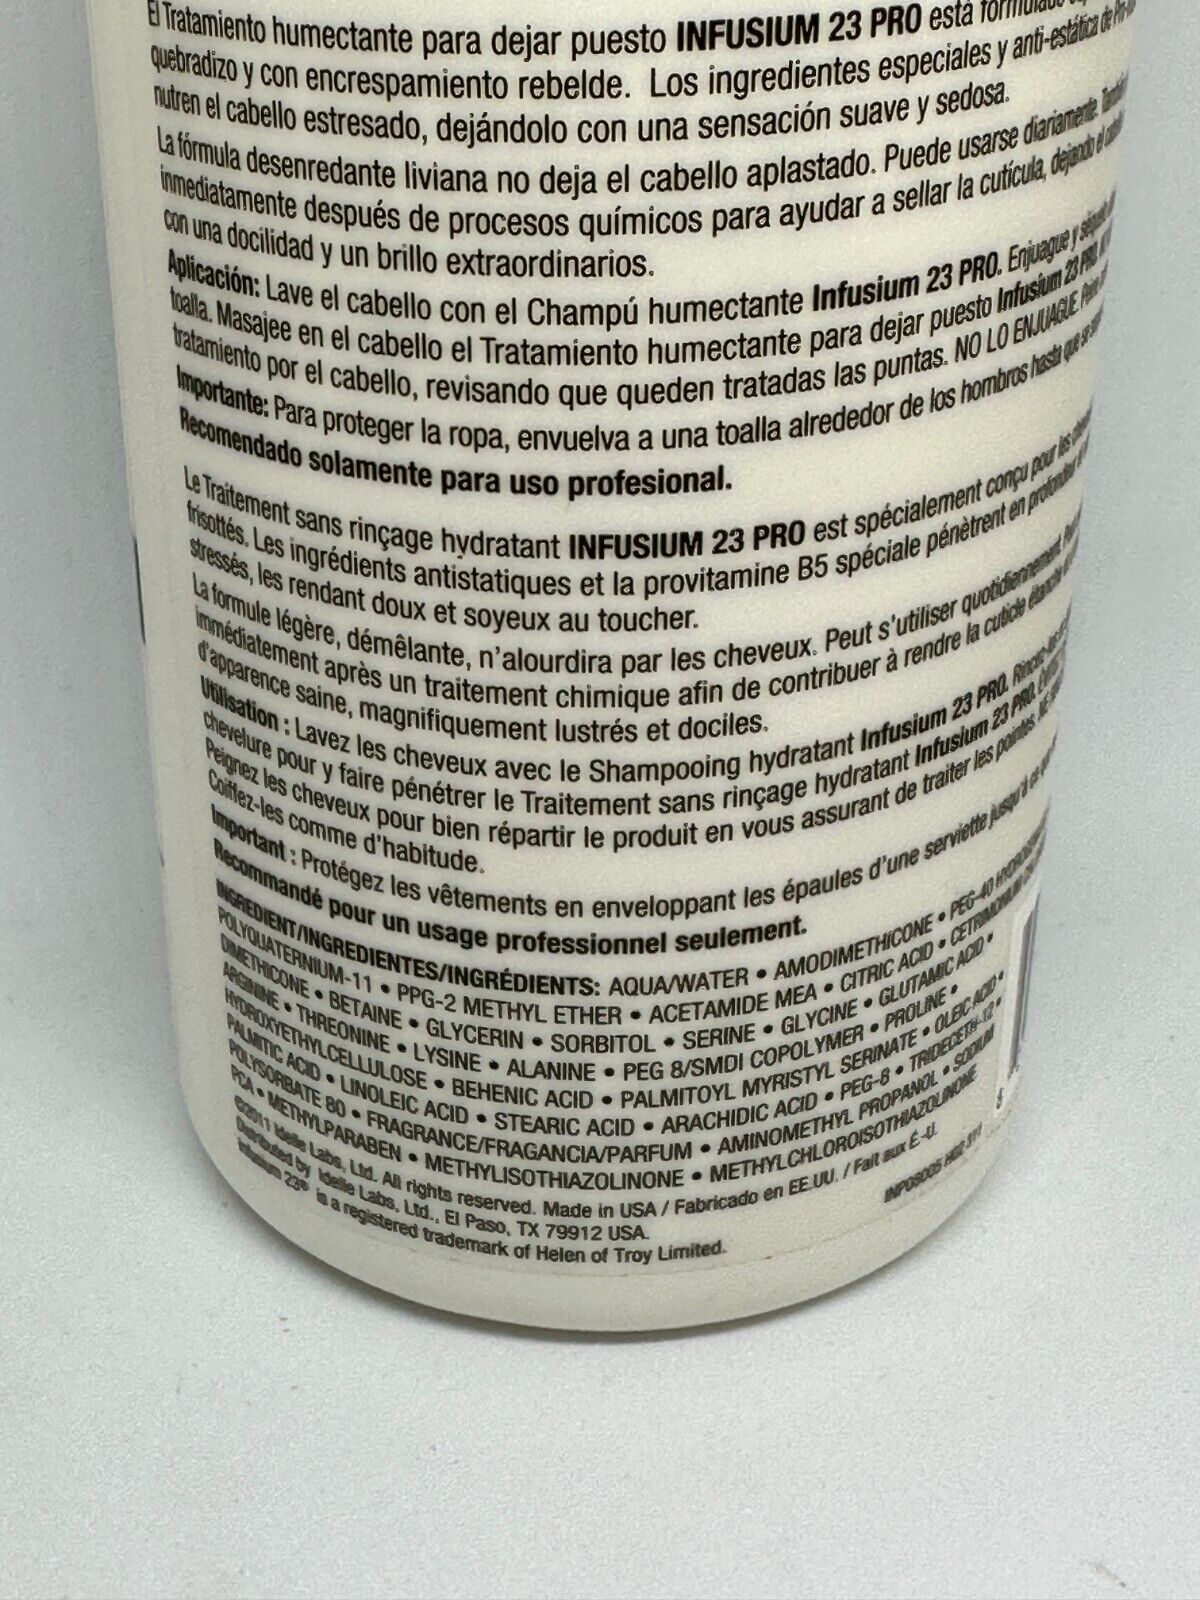 El Tratamiento humectante para dejar puesto INFUSIUM 23 PRO está
quebradizo y con encrespamiento rebelde. Los ingredientes especiales y anti-estática de
nutren el cabello estresado, dejándolo con una sensación suave y sedosa.
La fórmula desenredante liviana no deja el cabello aplastado. Puede usarse diariamente.
inmediatamente después de procesos químicos para ayudar a sellar la cutícula, dejando el
con una docilidad y un brillo extraordinarios.
Aplicación: Lave el cabello con el Champú humectante Infusium 23 PRO. Enjuague y
toalla. Masajee en el cabello el Tratamiento humectante para dejar puesto Infusium 23 PRO.
tratamiento por el cabello, revisando que queden tratadas las puntas. NO LO ENJUAGUE.
Importante: Para proteger la ropa, envuelva a una toalla alrededor de los hombros hasta que se
Recomendado solamente para uso profesional.
Le Traitement sans rinçage hydratant INFUSIUM 23 PRO est spécialement conçu pour les
frisottés. Les ingrédients antistatiques et la provitamine B5 spéciale pénètrent en profondeur
stressés, les rendant doux et soyeux au toucher.
La formule légère, démêlante, n'alourdira par les cheveux. Peut s'utiliser quotidiennement.
immédiatement après un traitement chimique afin de contribuer à rendre la cuticle étanche
d'apparence saine, magnifiquement lustrés et dociles.
Utilisation : Lavez les cheveux avec le Shampooing hydratant Infusium 23 PRO. Rincez-les
chevelure pour y faire pénétrer le Traitement sans rinçage hydratant Infusium 23 PRO.
Peignez les cheveux pour bien répartir le produit en vous assurant de traiter les pointes.
Coiffez-les comme d'habitude.
Important : Protégez les vêtements en enveloppant les épaules d'une serviette jusqu'à ce
Recommandé pour un usage professionnel seulement.
INGREDIENT/INGREDIENTES/INGRÉDIENTS: AQUA/WATER • AMODIMETHICONE • PEG-40
POLYQUATERNIUM-11 • PPG-2 METHYL ETHER • ACETAMIDE MEA • CITRIC ACID • CETRIMONIUM
DIMETHICONE • BETAINE • GLYCERIN • SORBITOL • SERINE • GLYCINE • GLUTAMIC ACID •
ARGININE • THREONINE • LYSINE • ALANINE • PEG 8/SMDI COPOLYMER • PROLINE •
HYDROXYETHYLCELLULOSE • BEHENIC ACID • PALMITOYL MYRISTYL SERINATE • OLEIC ACID •
PALMITIC ACID • LINOLEIC ACID • STEARIC ACID • ARACHIDIC ACID • PEG-8 • TRIDECETH-12 •
POLYSORBATE 80 • FRAGRANCE/FRAGANCIA/PARFUM • AMINOMETHYL PROPANOL • SODIUM
PCA • METHYLPARABEN • METHYLISOTHIAZOLINONE • METHYLCHLOROISOTHIAZOLINONE
©2011 Idelle Labs, Ltd. All rights reserved. Made in USA / Fabricado en EE.UU. / Fait aux É.-U.
Distributed by Idelle Labs, Ltd., El Paso, TX 79912 USA.
Infusium 23® is a registered trademark of Helen of Troy Limited.